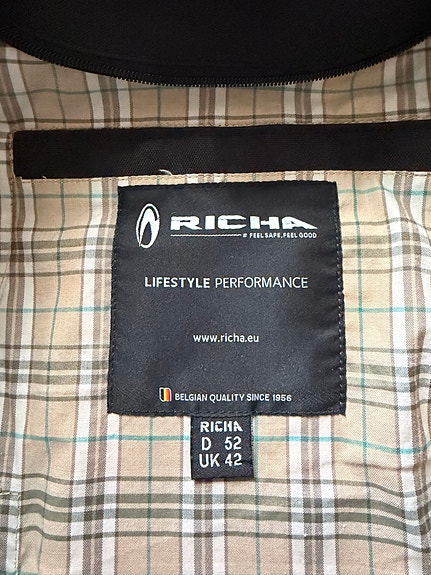 RICHA
# FEEL SAFE, FEEL GOOD
LIFESTYLE PERFORMANCE
www.richa.eu
BELGIAN QUALITY SINCE 1956
RICHA
D 52
UK 42